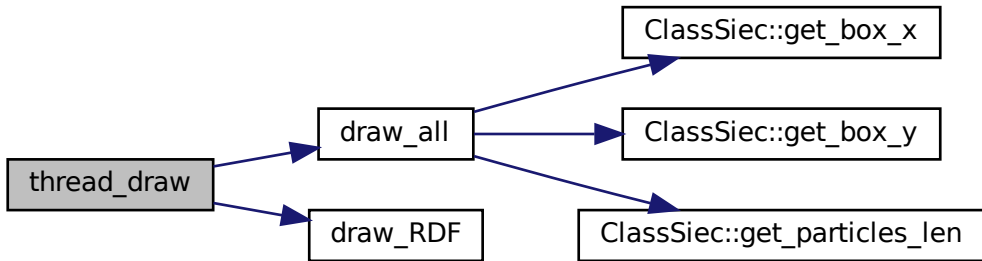 ClassSiec::get_box_x
draw_all
ClassSiec::get_box_y
thread_draw
draw_RDF
ClassSiec::get_particles_len